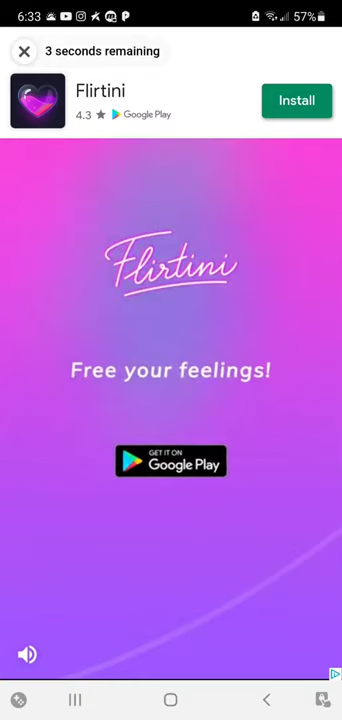 6:33
57%
3 seconds remaining
Flirtini
4.3 ★ Google Play
Install
Flirtini
Free your feelings!
GET IT ON
Google Play